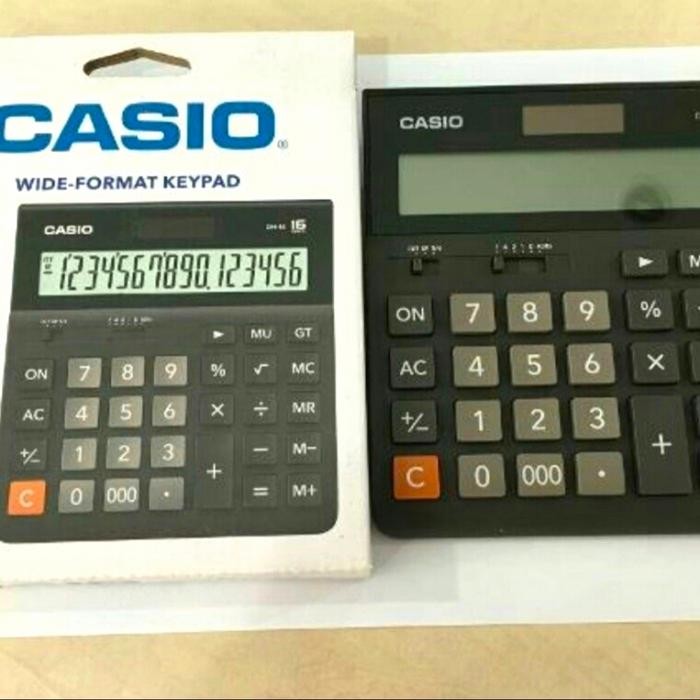 CASIO®
WIDE-FORMAT KEYPAD
CASIO 16
1234567890.123456
► MU GT
ON 7 8 9 % √ MC
AC 4 5 6 × ÷ MR
+/− 1 2 3 + − M−
C 0 000 · = M+
CASIO
► M
ON 7 8 9 %
AC 4 5 6 ×
+/− 1 2 3 +
C 0 000 ·